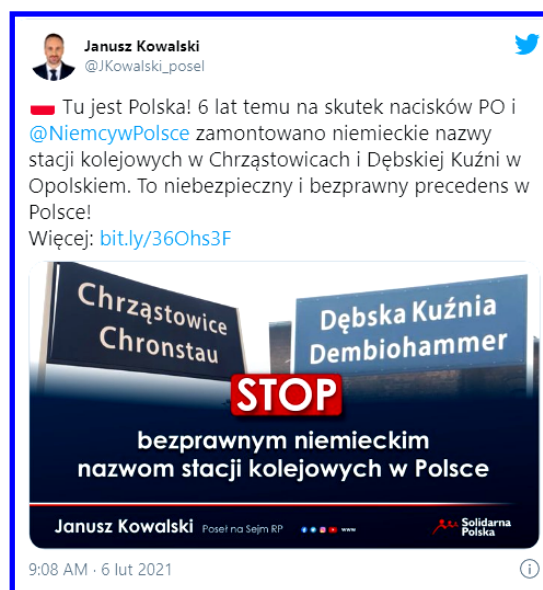 Janusz Kowalski
@JKowalski_posel
Tu jest Polska! 6 lat temu na skutek nacisków PO i
@NiemcywPolsce zamontowano niemieckie nazwy
stacji kolejowych w Chrząstowicach i Dębskiej Kuźni w
Opolskiem. To niebezpieczny i bezprawny precedens w
Polsce!
Więcej: bit.ly/36Ohs3F
Chrząstowice
Chronstau
Dębska Kuźnia
Dembiohammer
STOP
bezprawnym niemieckim
nazwom stacji kolejowych w Polsce
Janusz Kowalski Poseł na Sejm RP www
Solidarna
Polska
9:08 AM · 6 lut 2021